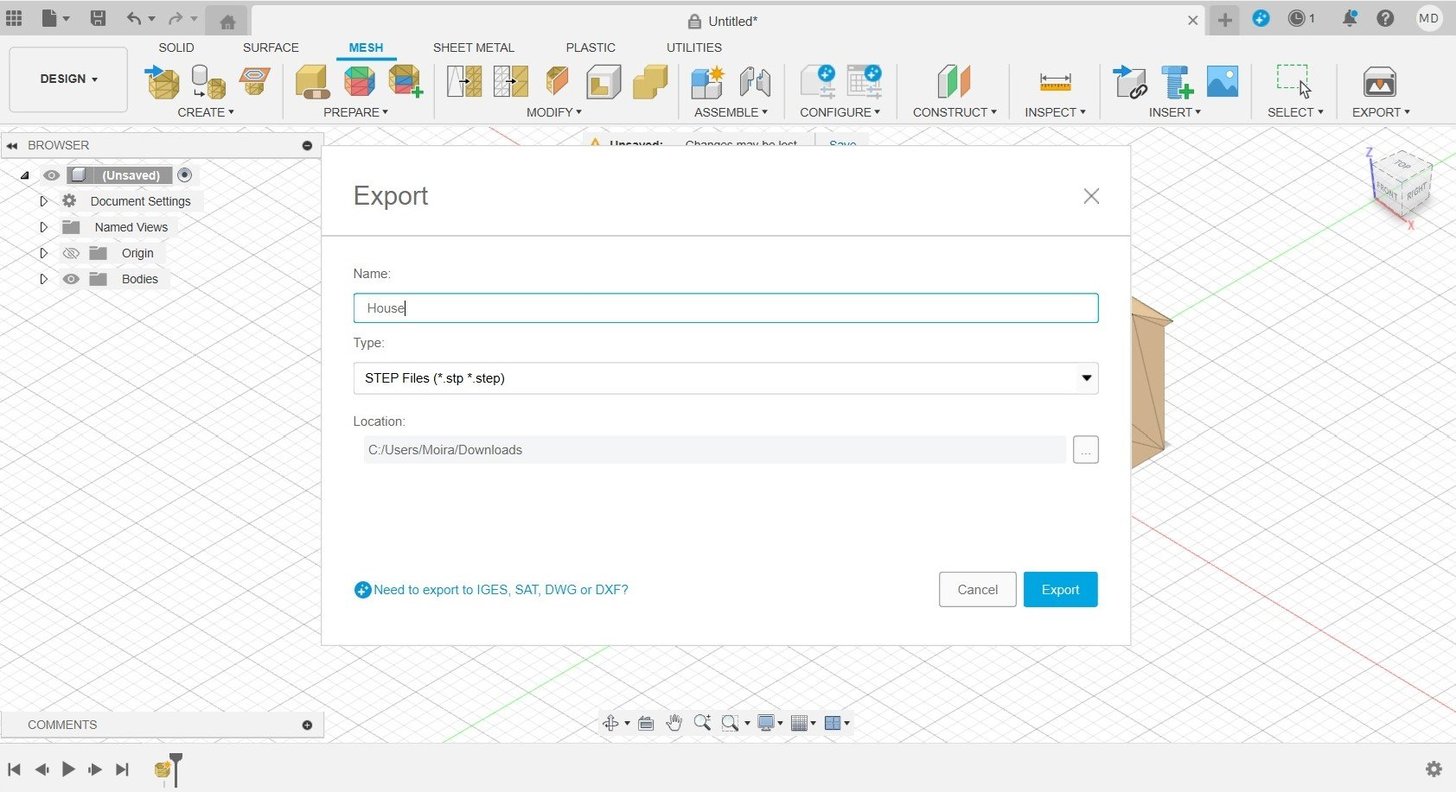 Untitled*
1
MD
DESIGN
SOLID SURFACE MESH SHEET METAL PLASTIC UTILITIES
CREATE PREPARE MODIFY ASSEMBLE CONFIGURE CONSTRUCT INSPECT INSERT SELECT EXPORT
BROWSER
Unsaved: Changes may be lost Save
(Unsaved)
Document Settings
Named Views
Origin
Bodies
Z
TOP
FRONT RIGHT
X
Export
Name:
House
Type:
STEP Files (*.stp *.step)
Location:
C:/Users/Moira/Downloads
...
Need to export to IGES, SAT, DWG or DXF?
Cancel
Export
COMMENTS